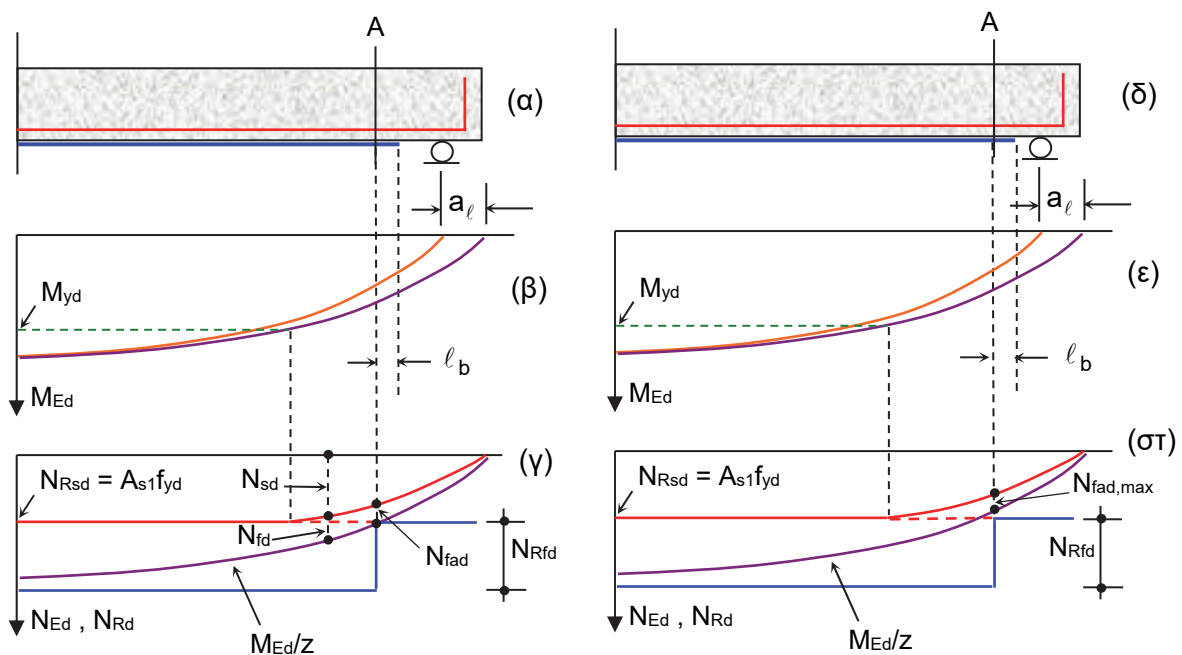 A
(α)
a_ℓ
(β)
M_yd
ℓ_b
M_Ed
(γ)
N_Rsd = A_s1f_yd
N_sd
N_fd
N_fad
N_Rfd
N_Ed , N_Rd
M_Ed/z
A
(δ)
a_ℓ
(ε)
M_yd
ℓ_b
M_Ed
(στ)
N_Rsd = A_s1f_yd
N_fad,max
N_Rfd
N_Ed , N_Rd
M_Ed/z